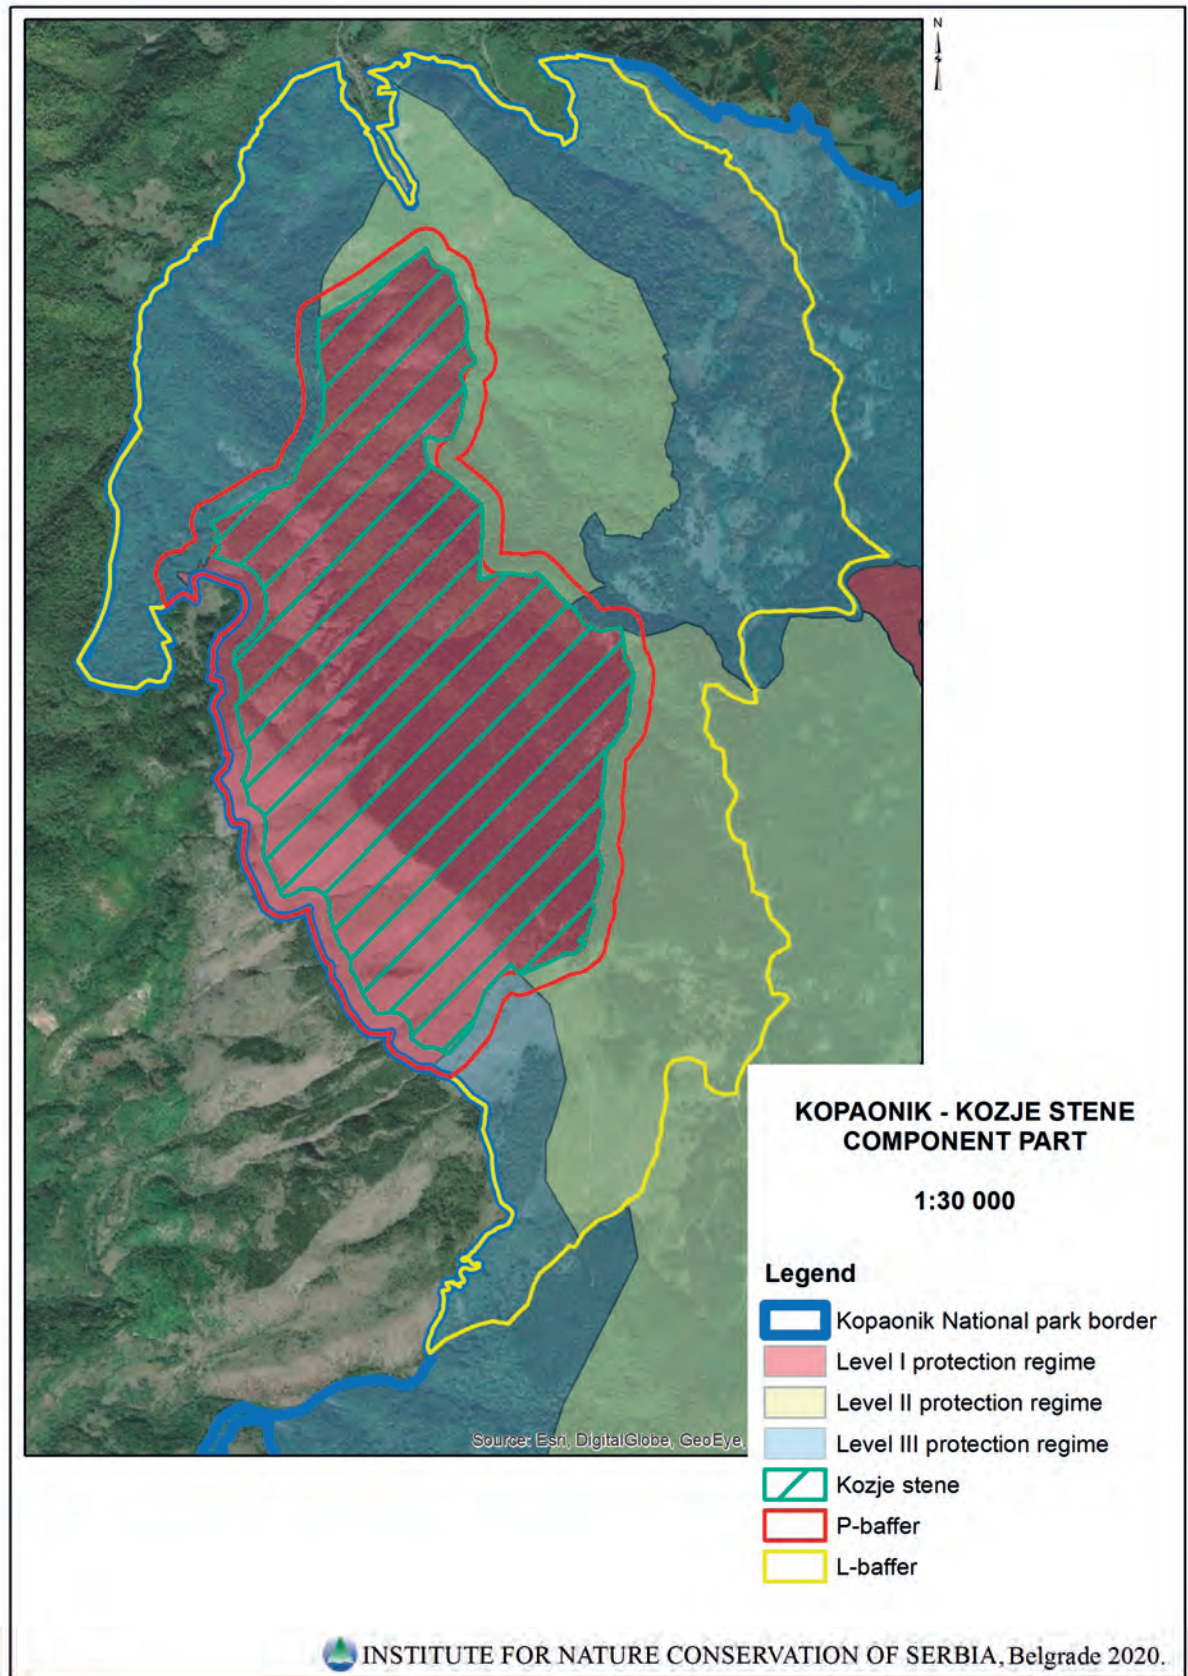 N
S
KOPAONIK - KOZJE STENE
COMPONENT PART
1:30 000
Legend
Kopaonik National park border
Level I protection regime
Level II protection regime
Level III protection regime
Kozje stene
P-baffer
L-baffer
Source: Esri, DigitalGlobe, GeoEye,
INSTITUTE FOR NATURE CONSERVATION OF SERBIA, Belgrade 2020.